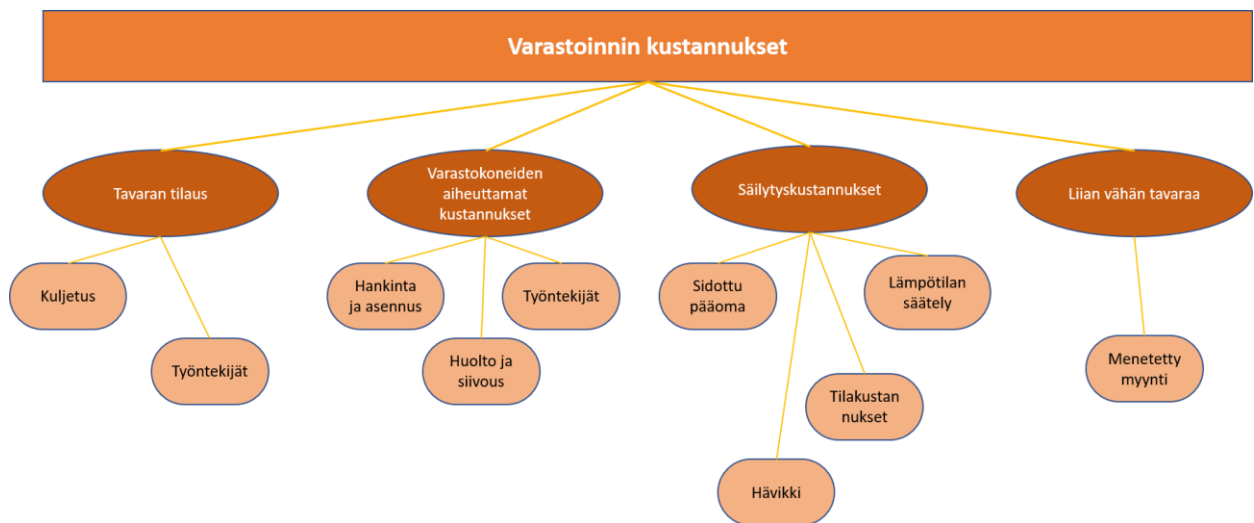 Varastoinnin kustannukset
Tavaran tilaus
Varastokoneiden
aiheuttamat
kustannukset
Säilytyskustannukset
Liian vähän tavaraa
Kuljetus
Työntekijät
Hankinta
ja asennus
Huolto ja
siivous
Työntekijät
Sidottu
pääoma
Hävikki
Tilakustan
nukset
Lämpötilan
säätely
Menetetty
myynti